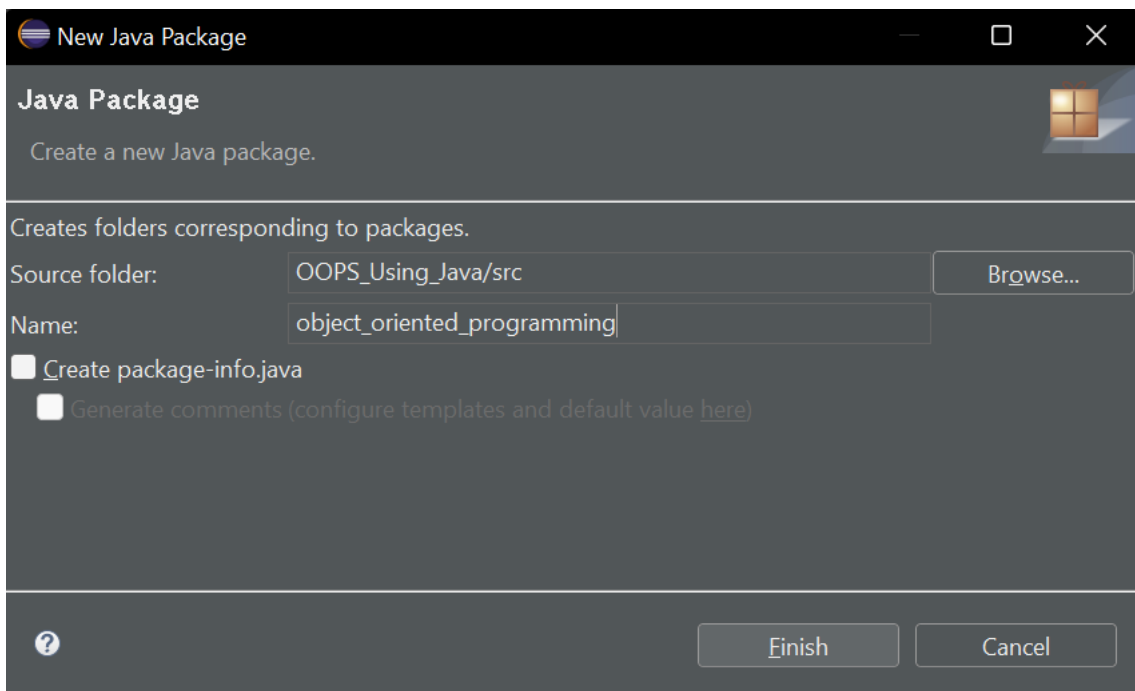 New Java Package
Java Package
Create a new Java package.
Creates folders corresponding to packages.
Source folder: OOPS_Using_Java/src Browse...
Name: object_oriented_programming
Create package-info.java
Generate comments (configure templates and default value here)
Finish Cancel